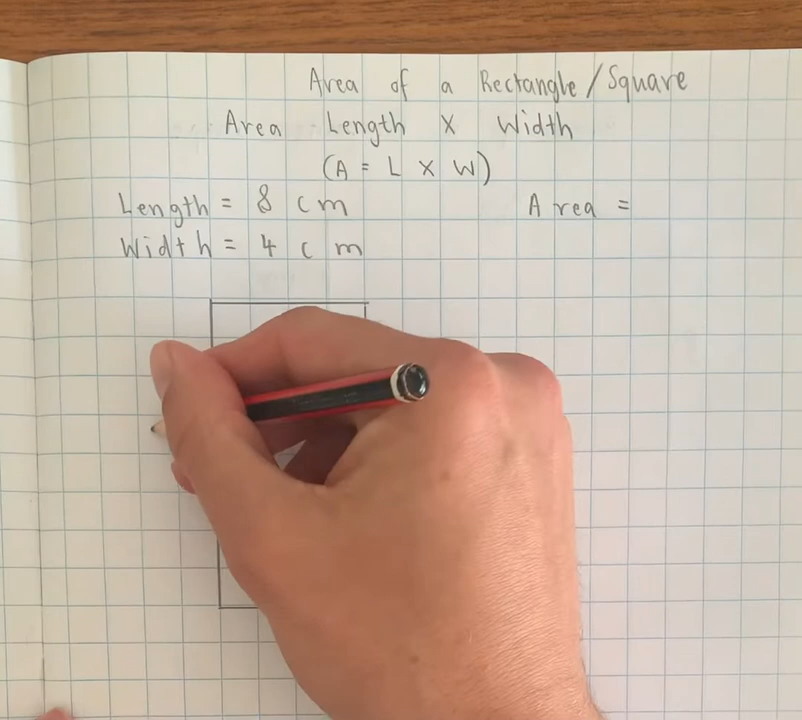 Area of a Rectangle/Square
Area Length X Width
(A = L X W)
Length = 8 cm
Area =
Width = 4 cm